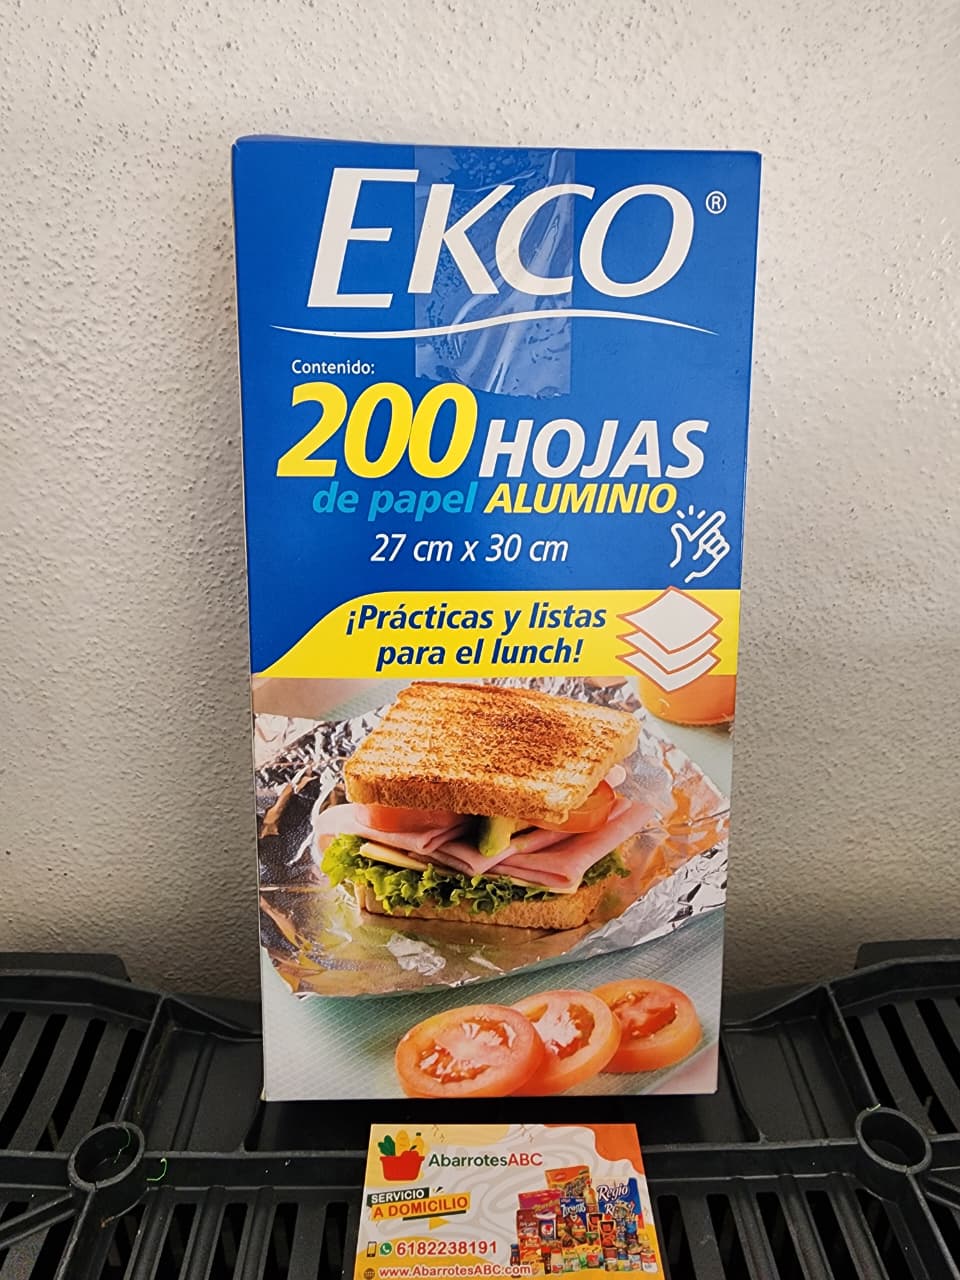 EKCO®
Contenido:
200 HOJAS
de papel ALUMINIO
27 cm x 30 cm
¡Prácticas y listas
para el lunch!
AbarrotesABC
SERVICIO
A DOMICILIO
6182238191
www.AbarrotesABC.com
Regio